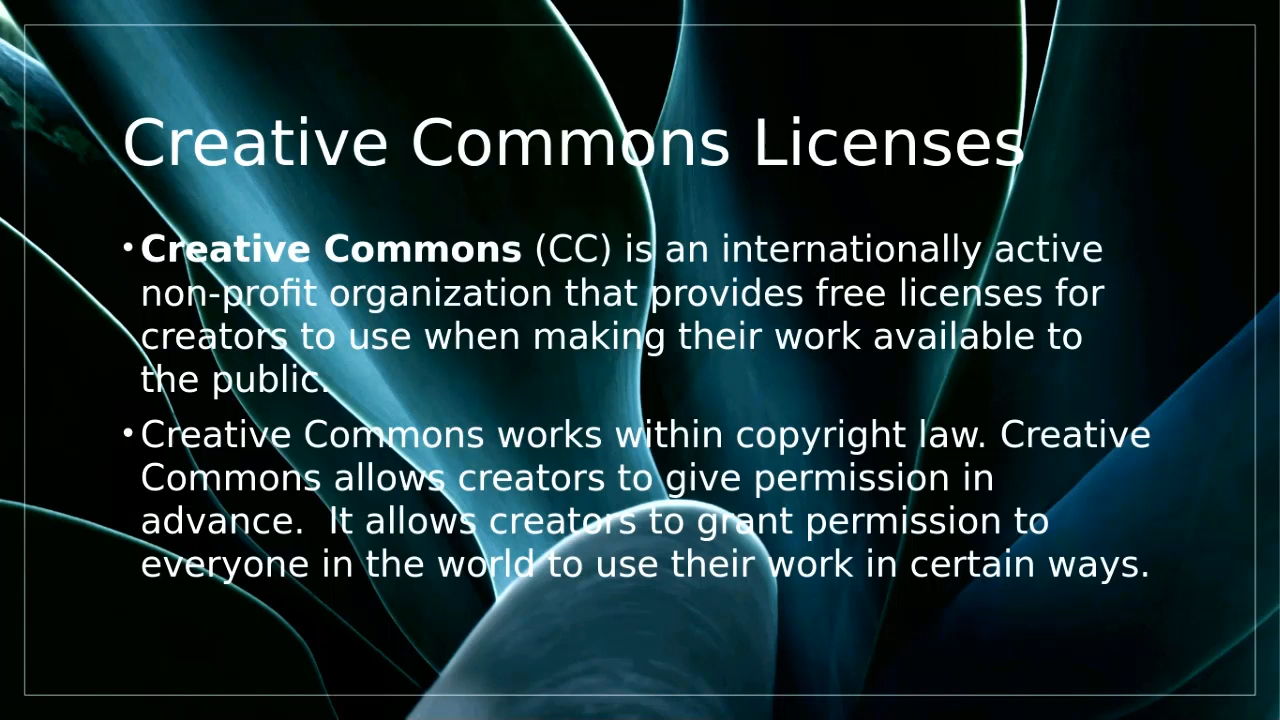 Creative Commons Licenses
• Creative Commons (CC) is an internationally active
non-profit organization that provides free licenses for
creators to use when making their work available to
the public.
• Creative Commons works within copyright law. Creative
Commons allows creators to give permission in
advance.  It allows creators to grant permission to
everyone in the world to use their work in certain ways.